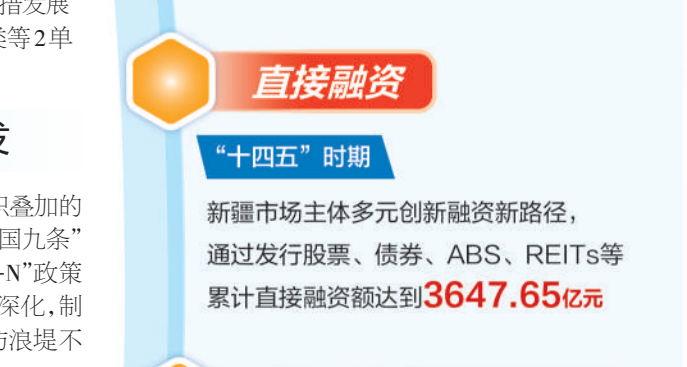 措发展
类等2单
发
叠加的
国九条”
-N”政策
深化，制
浪堤不
直接融资
“十四五”时期
新疆市场主体多元创新融资新路径，
通过发行股票、债券、ABS、REITs等
累计直接融资额达到3647.65亿元